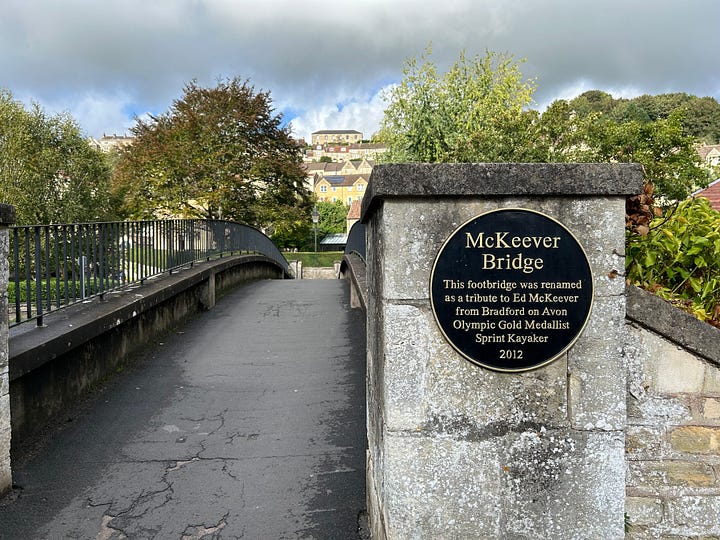 McKeever
Bridge
This footbridge was renamed
as a tribute to Ed McKeever
from Bradford on Avon
Olympic Gold Medallist
Sprint Kayaker
2012